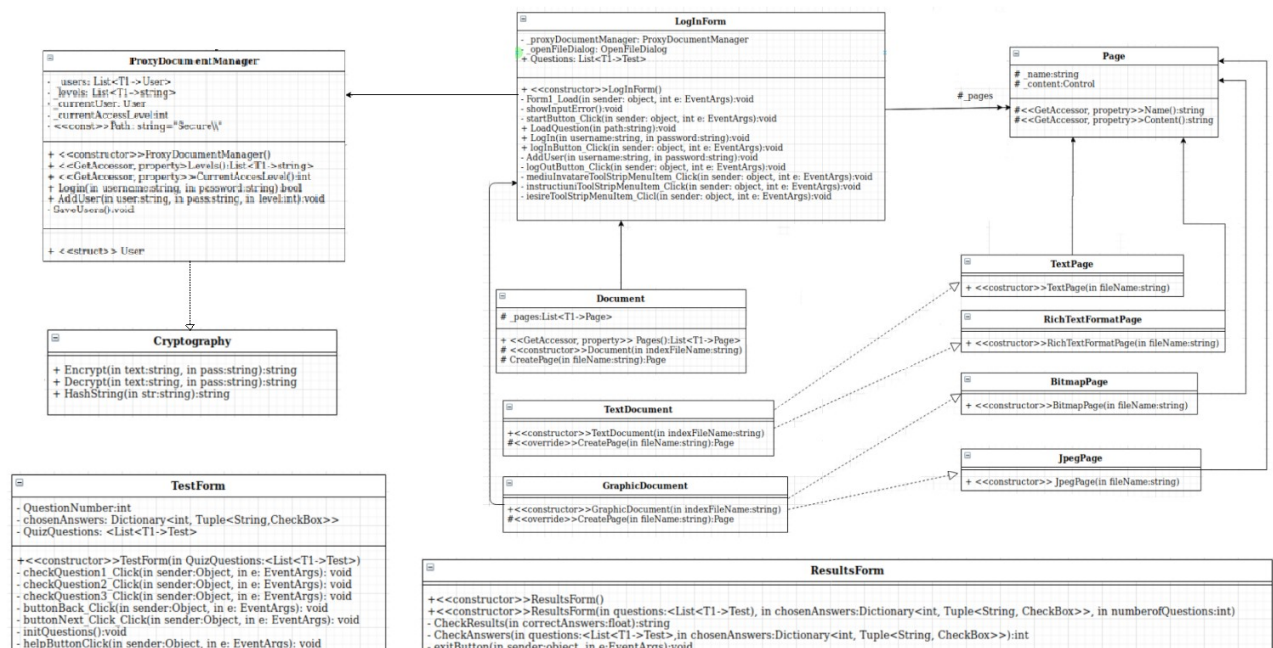 LogInForm
- _proxyDocumentManager: ProxyDocumentManager
- _openFileDialog: OpenFileDialog
+ Questions: List<T1->Test>
+ <<constructor>>LogInForm()
- Form1_Load(in sender: object, int e: EventArgs):void
- showInputError():void
- startButton_Click(in sender: object, int e: EventArgs):void
+ LoadQuestion(in path:string):void
+ LogIn(in username:string, in password:string):void
+ logInButton_Click(in sender: object, int e: EventArgs):void
- AddUser(in username:string, in password:string):void
- logOutButton_Click(in sender: object, int e: EventArgs):void
- mediuInvatareToolStripMenuItem_Click(in sender: object, int e: EventArgs):void
- instructiuniToolStripMenuItem_Click(in sender: object, int e: EventArgs):void
- iesireToolStripMenuItem_Clicl(in sender: object, int e: EventArgs):void
ProxyDocumentManager
- _users: List<T1->User>
- _levels: List<T1->string>
- _currentUser: User
- _currentAccessLevel:int
- <<const>>Path: string="Secure\\"
+ <<constructor>>ProxyDocumentManager()
+ <<GetAccessor, property>Levels():List<T1->string>
+ <<GetAccessor, property>>CurrentAccesLevel():int
+ Login(in username:string, in password:string) bool
+ AddUser(in user:string, in pass:string, in level:int):void
- SaveUsers():void
+ <<struct>> User
#_pages
Page
# _name:string
# _content:Control
#<<GetAccessor, propetry>>Name():string
#<<GetAccessor, propetry>>Content():string
Cryptography
+ Encrypt(in text:string, in pass:string):string
+ Decrypt(in text:string, in pass:string):string
+ HashString(in str:string):string
Document
# _pages:List<T1->Page>
+ <<GetAccessor, property>> Pages():List<T1->Page>
# <<constructor>>Document(in indexFileName:string)
# CreatePage(in fileName:string):Page
TextPage
+ <<costructor>>TextPage(in fileName:string)
RichTextFormatPage
+ <<costructor>>RichTextFormatPage(in fileName:string)
BitmapPage
+ <<constructor>>BitmapPage(in fileName:string)
JpegPage
+ <<constructor>> JpegPage(in fileName:string)
TextDocument
+<<constructor>>TextDocument(in indexFileName:string)
#<<override>>CreatePage(in fileName:string):Page
GraphicDocument
+<<constructor>>GraphicDocument(in indexFileName:string)
#<<override>>CreatePage(in fileName:string):Page
TestForm
- QuestionNumber:int
- chosenAnswers: Dictionary<int, Tuple<String,CheckBox>>
- QuizQuestions: <List<T1->Test>
+<<constructor>>TestForm(in QuizQuestions:<List<T1->Test>)
- checkQuestion1_Click(in sender:Object, in e: EventArgs): void
- checkQuestion2_Click(in sender:Object, in e: EventArgs): void
- checkQuestion3_Click(in sender:Object, in e: EventArgs): void
- buttonBack_Click(in sender:Object, in e: EventArgs): void
- buttonNext_Click_Click(in sender:Object, in e: EventArgs): void
- initQuestions():void
- helpButtonClick(in sender:Object, in e: EventArgs): void
ResultsForm
+<<constructor>>ResultsForm()
+<<constructor>>ResultsForm(in questions:<List<T1->Test), in chosenAnswers:Dictionary<int, Tuple<String, CheckBox>>, in numberofQuestions:int)
- CheckResults(in correctAnswers:float):string
- CheckAnswers(in questions:<List<T1->Test>,in chosenAnswers:Dictionary<int, Tuple<String, CheckBox>>):int
- exitButton(in sender:object, in e:EventArgs):void